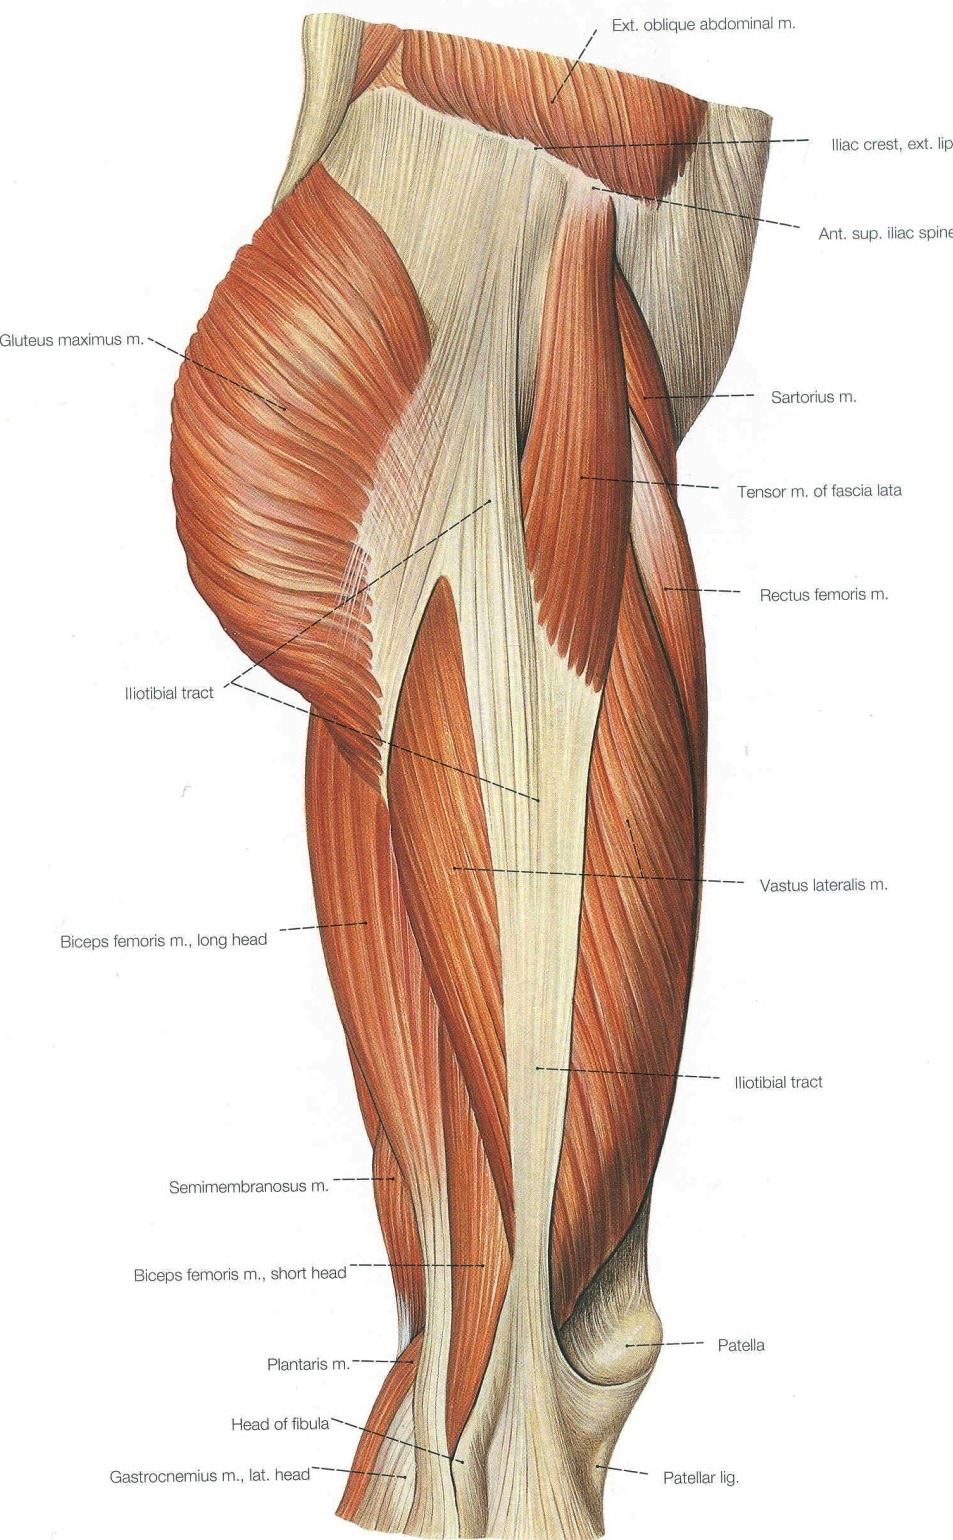 Ext. oblique abdominal m.
Iliac crest, ext. lip
Ant. sup. iliac spine
Gluteus maximus m.
Sartorius m.
Tensor m. of fascia lata
Rectus femoris m.
Iliotibial tract
Vastus lateralis m.
Biceps femoris m., long head
Iliotibial tract
Semimembranosus m.
Biceps femoris m., short head
Patella
Plantaris m.
Head of fibula
Gastrocnemius m., lat. head
Patellar lig.